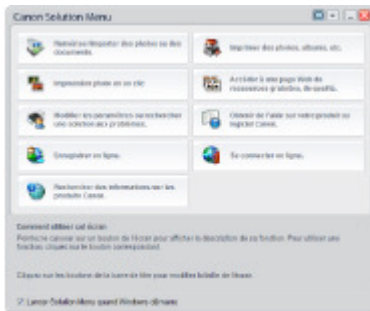 Canon Solution Menu
Numériser/Importer des photos ou des
documents.
Imprimer des photos, albums, etc.
Impression photo en un clic
Accéder à une page Web de
ressources gratuites, de qualité.
Modifier les paramètres ou rechercher
une solution aux problèmes.
Obtenir de l'aide sur votre produit ou
logiciel Canon.
Enregistrer en ligne.
Se connecter en ligne.
Rechercher des informations sur les
produits Canon.
Comment utiliser cet écran
Pointez le curseur sur un bouton de l'écran pour afficher la description de sa fonction. Pour utiliser une
fonction, cliquez sur le bouton correspondant.
Cliquez sur les boutons de la barre de titre pour modifier la taille de l'écran.
Lancer Solution Menu quand Windows démarre